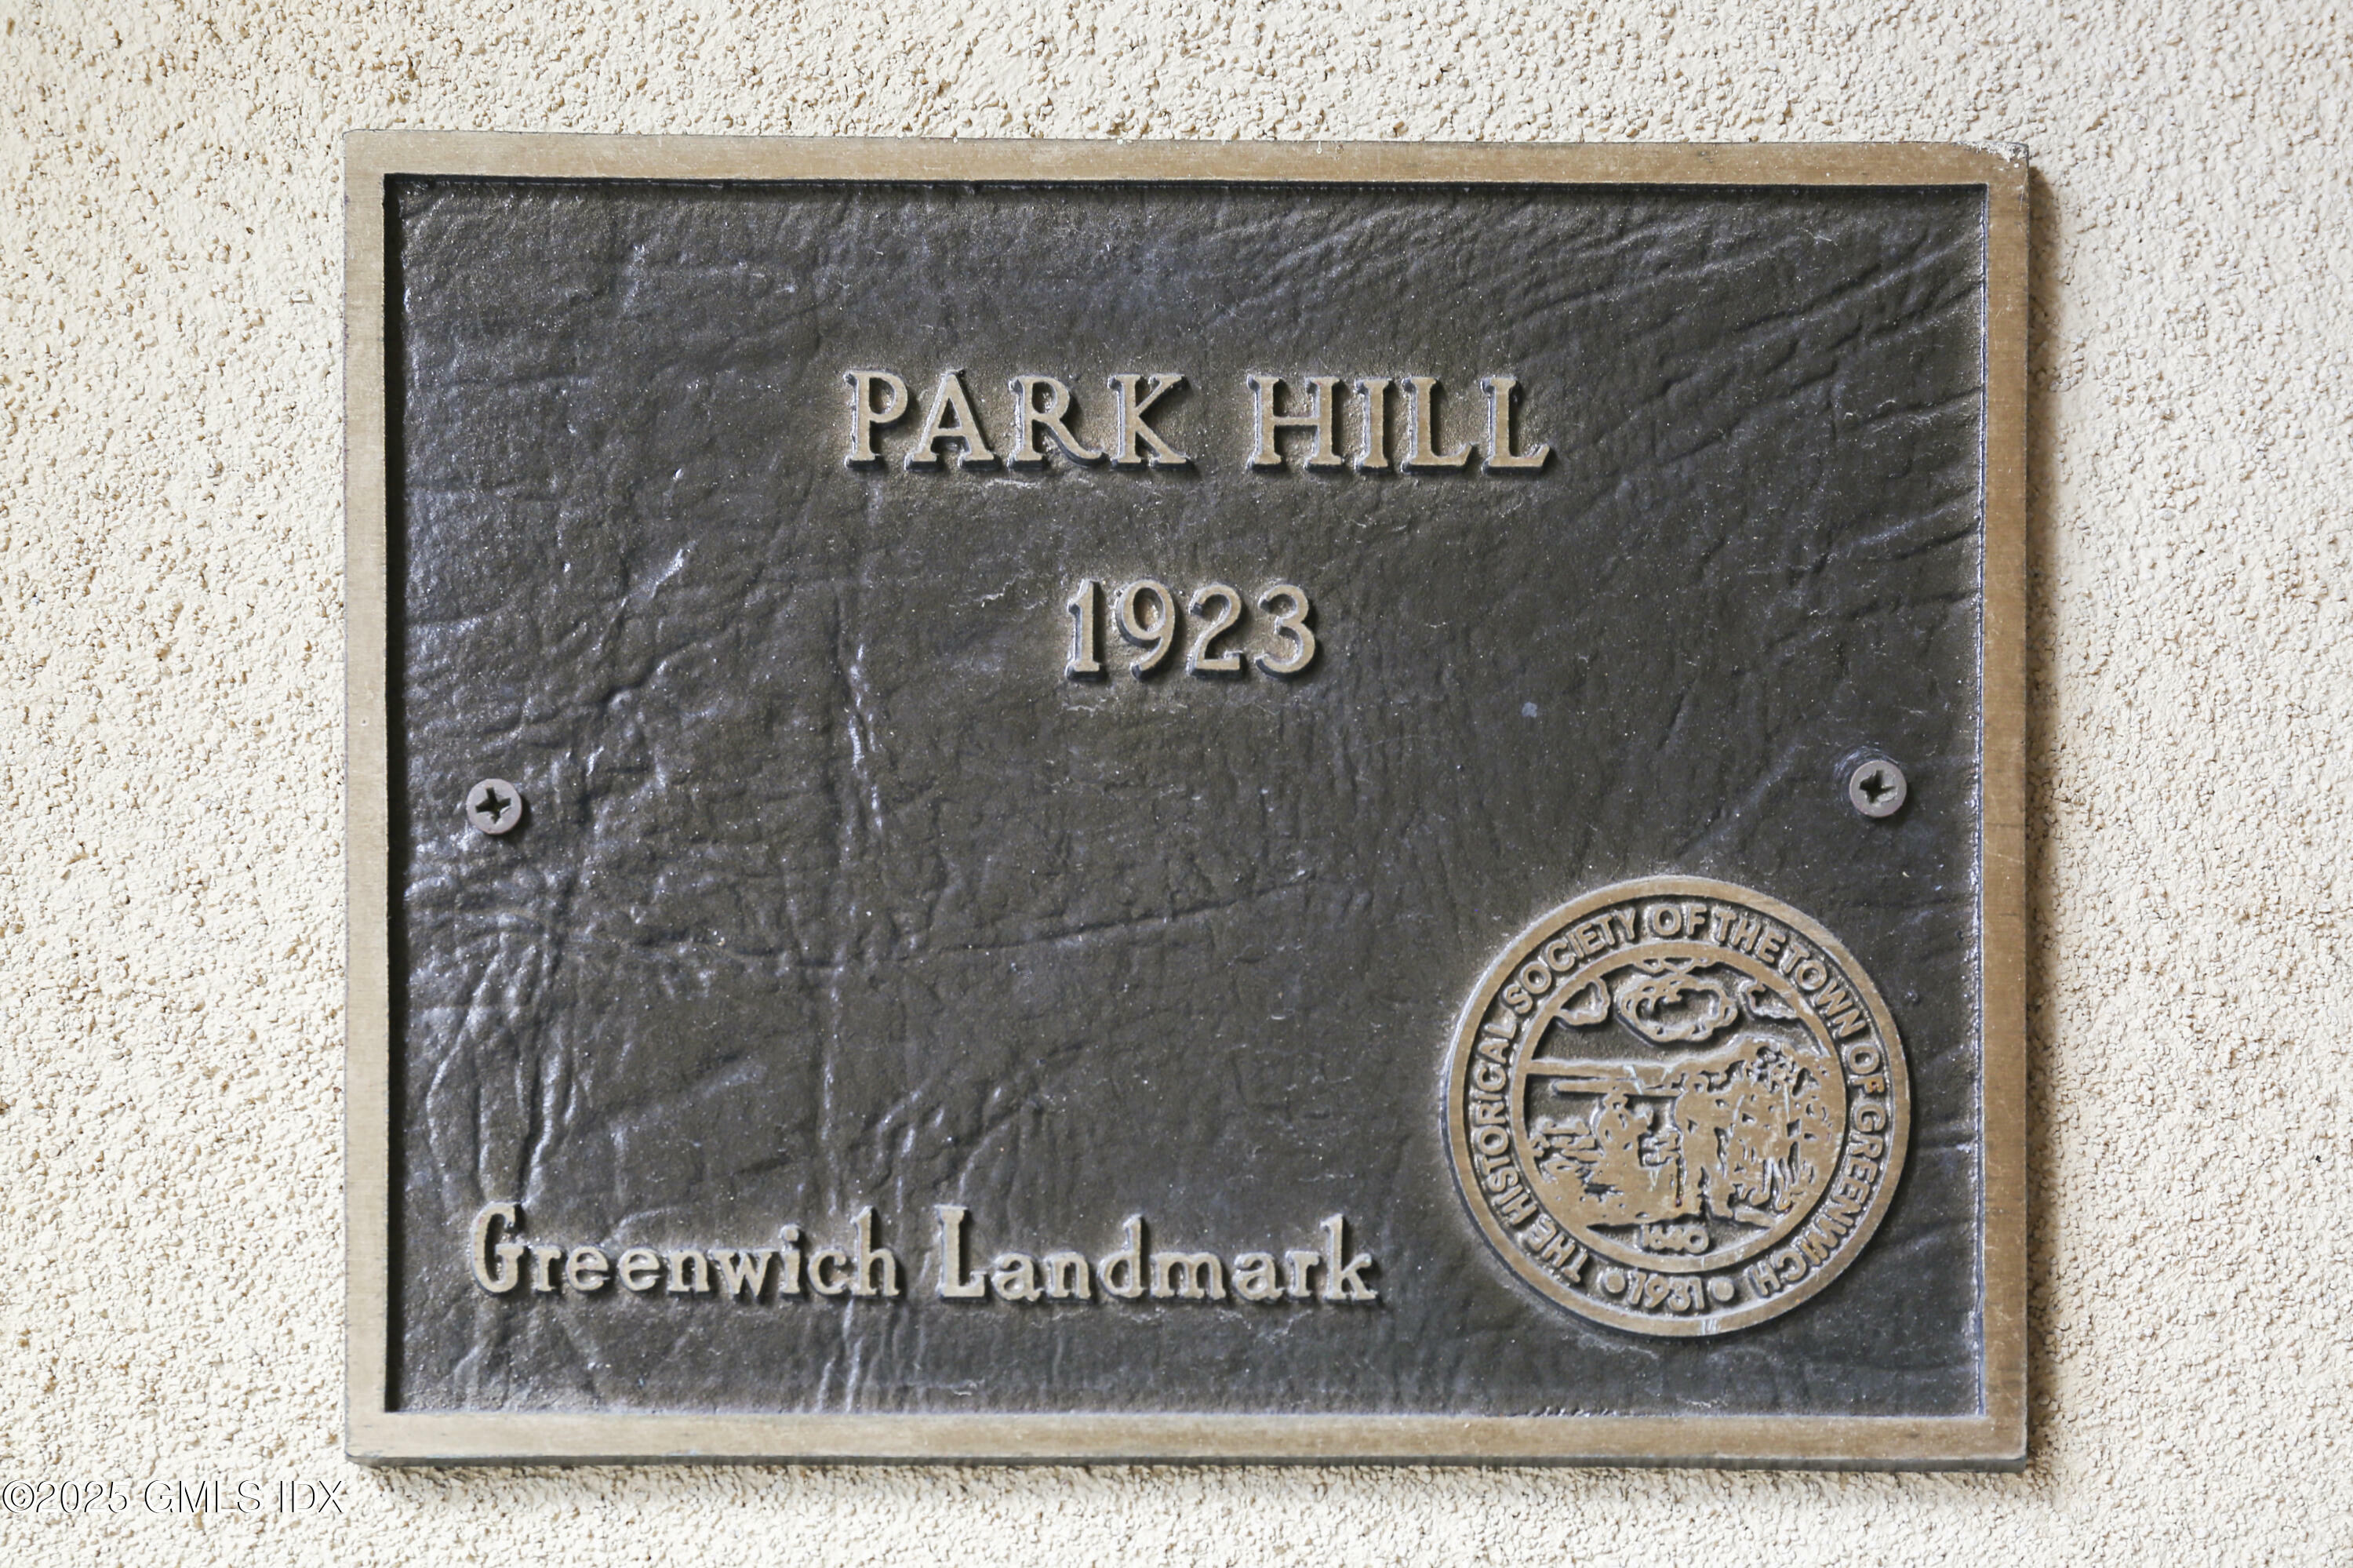 PARK HILL
1923
Greenwich Landmark
THE HISTORICAL SOCIETY OF THE TOWN OF GREENWICH
1640
• 1931 •
©2025 GMLS IDX